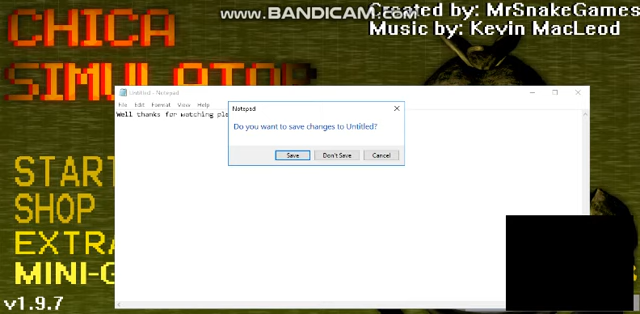 www.BANDICAM.com
Created by: MrSnakeGames
Music by: Kevin MacLeod
CHICA
SIMULATOR
Untitled - Notepad
File Edit Format View Help
Well thanks for watching
Notepad
Do you want to save changes to Untitled?
Save Don't Save Cancel
START
SHOP
EXTRA
MINI-G
v1.9.7